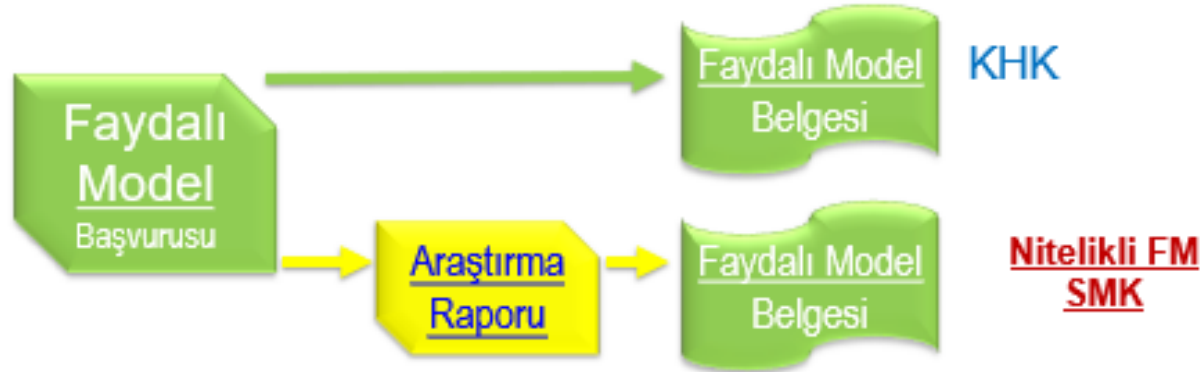 Faydalı
Model
Başvurusu
Faydalı Model
Belgesi
KHK
Araştırma
Raporu
Faydalı Model
Belgesi
Nitelikli FM
SMK